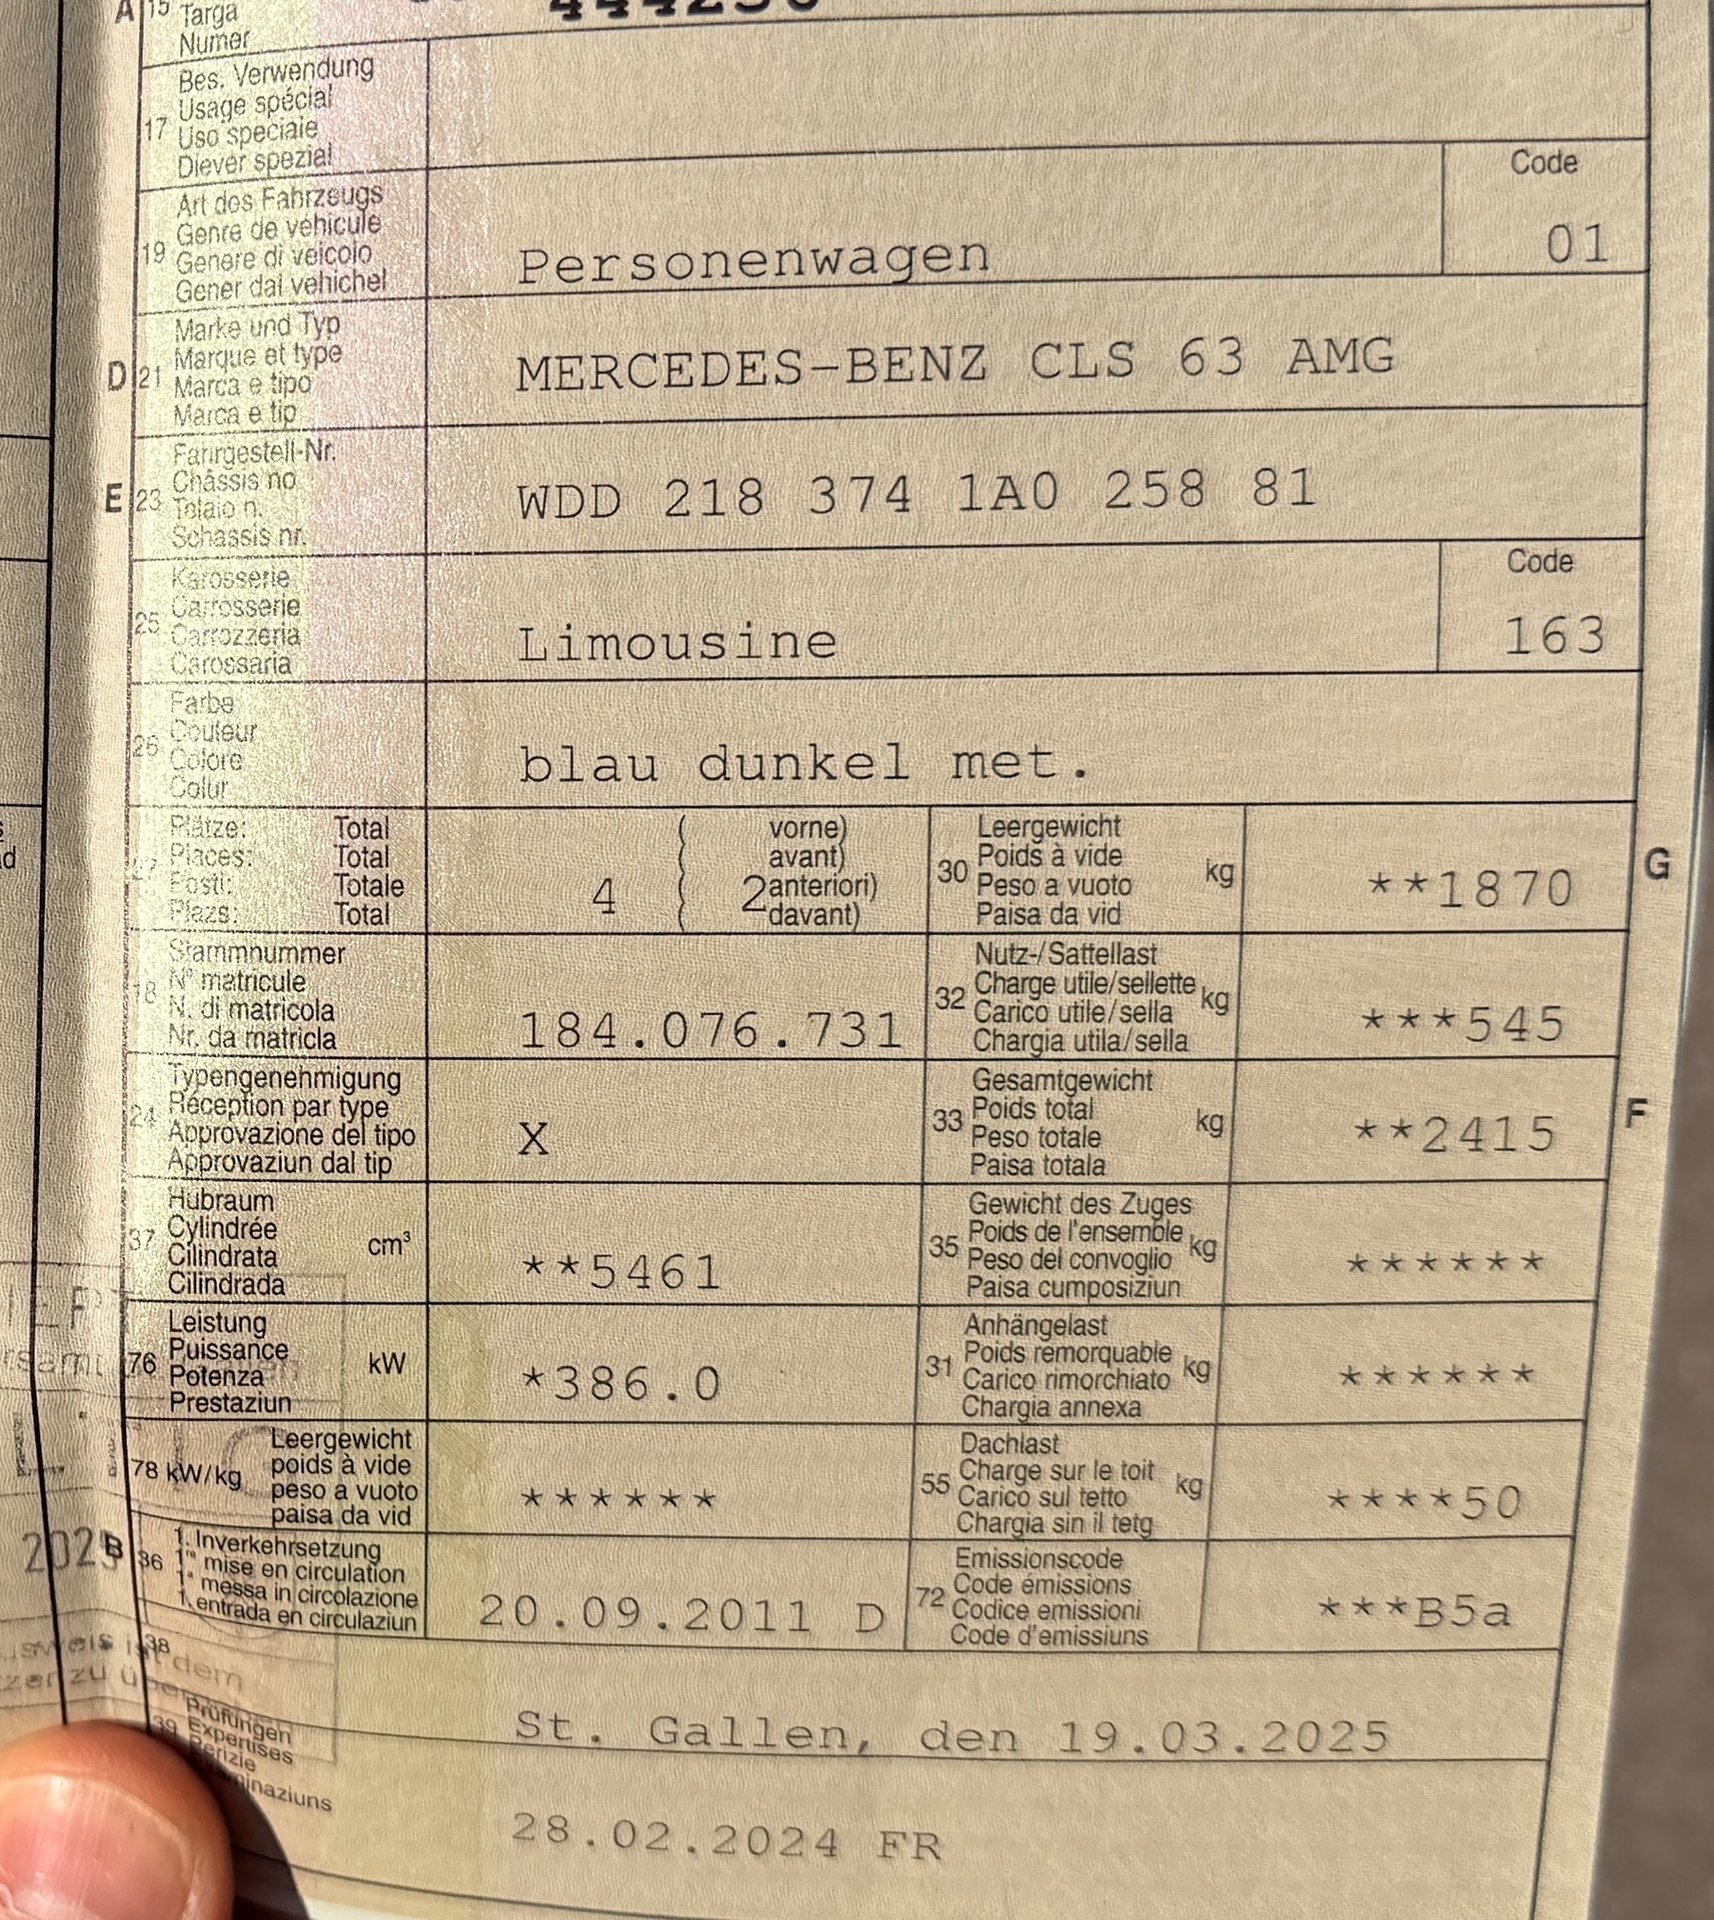 A 15 Targa
Numer
17 Bes. Verwendung
Usage spécial
Uso speciale
Diever spezial
19 Art des Fahrzeugs
Genre de véhicule
Genere di veicolo
Gener dal vehichel
Personenwagen
Code
01
D 21 Marke und Typ
Marque et type
Marca e tipo
Marca e tip
MERCEDES-BENZ CLS 63 AMG
E 23 Fahrgestell-Nr.
Châssis no
Telaio n.
Schassis nr.
WDD 218 374 1A0 258 81
25 Karosserie
Carrosserie
Carrozzeria
Carossaria
Limousine
Code
163
26 Farbe
Couleur
Colore
Colur
blau dunkel met.
27 Plätze: Total
Places: Total
Posti: Totale
Plazs: Total
4 ( 2 vorne)
( avant)
( anteriori)
( davant)
30 Leergewicht
Poids à vide
Peso a vuoto
Paisa da vid
kg
**1870
G
18 Stammnummer
N° matricule
N. di matricola
Nr. da matricla
184.076.731
32 Nutz-/Sattellast
Charge utile/sellette
Carico utile/sella
Chargia utila/sella
kg
***545
24 Typengenehmigung
Réception par type
Approvazione del tipo
Approvaziun dal tip
X
33 Gesamtgewicht
Poids total
Peso totale
Paisa totala
kg
**2415
F
37 Hubraum
Cylindrée
Cilindrata
Cilindrada
cm³
**5461
35 Gewicht des Zuges
Poids de l'ensemble
Peso del convoglio
Paisa cumposiziun
kg
******
76 Leistung
Puissance
Potenza
Prestaziun
kW
*386.0
31 Anhängelast
Poids remorquable
Carico rimorchiato
Chargia annexa
kg
******
78 kW/kg
Leergewicht
poids à vide
peso a vuoto
paisa da vid
******
55 Dachlast
Charge sur le toit
Carico sul tetto
Chargia sin il tetg
kg
****50
B 36 1. Inverkehrsetzung
1re mise en circulation
1a messa in circolazione
1. entrada en circulaziun
20.09.2011 D
72 Emissionscode
Code émissions
Codice emissioni
Code d'emissiuns
***B5a
38
St. Gallen, den 19.03.2025
39 Prüfungen
Expertises
Perizie
28.02.2024 FR